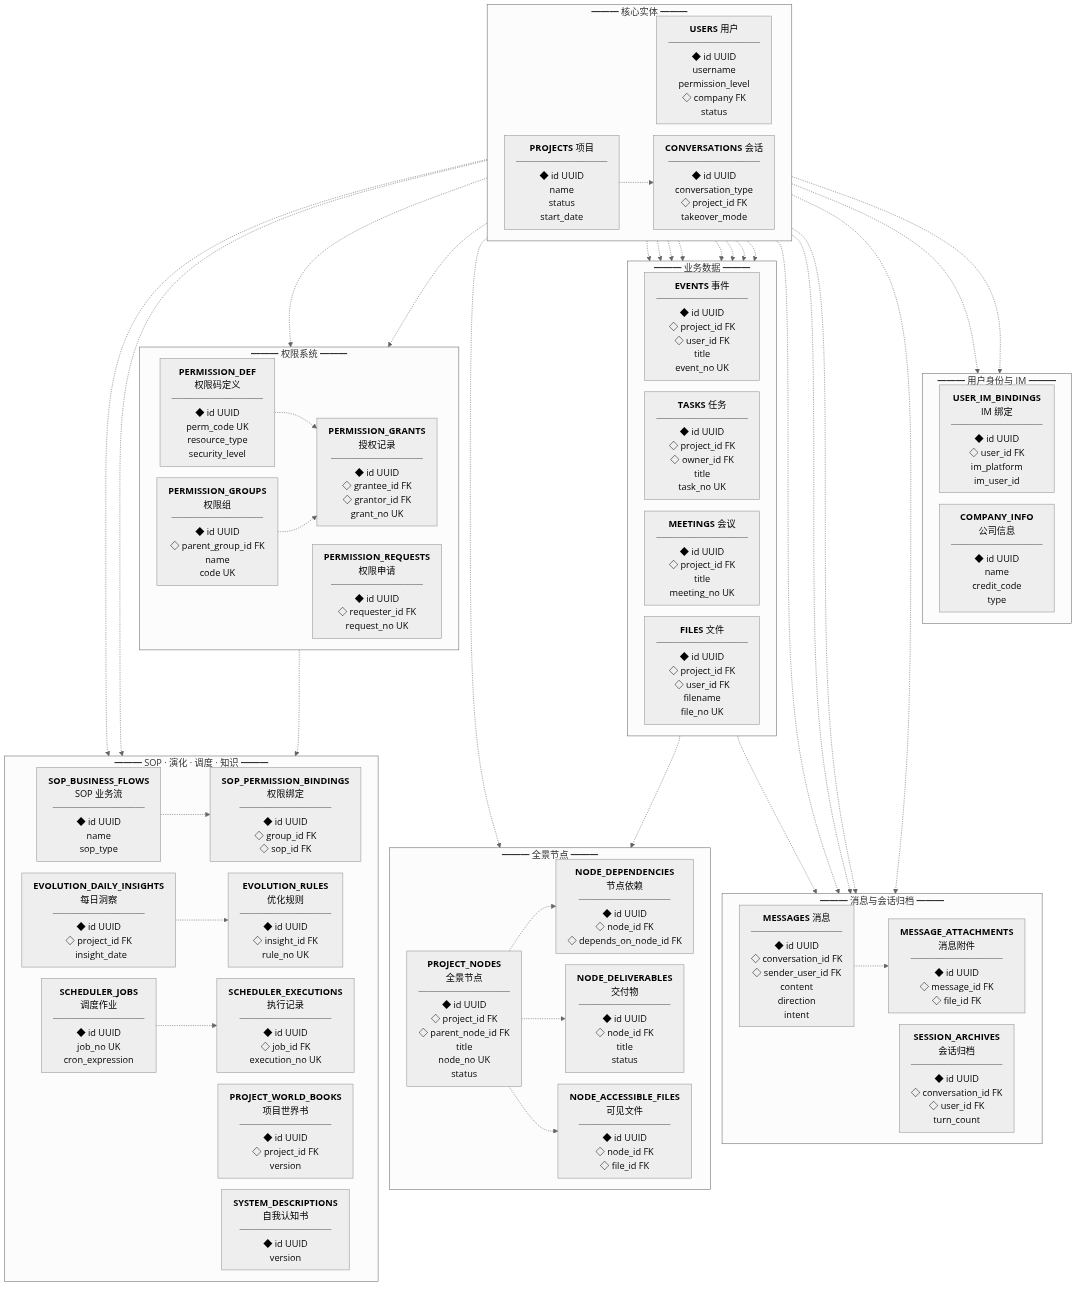 核心实体
USERS 用户
◆ id UUID
username
permission_level
◇ company FK
status
PROJECTS 项目
◆ id UUID
name
status
start_date
CONVERSATIONS 会话
◆ id UUID
conversation_type
◇ project_id FK
takeover_mode
权限系统
PERMISSION_DEF
权限码定义
◆ id UUID
perm_code UK
resource_type
security_level
PERMISSION_GROUPS
权限组
◆ id UUID
◇ parent_group_id FK
name
code UK
PERMISSION_GRANTS
授权记录
◆ id UUID
◇ grantee_id FK
◇ grantor_id FK
grant_no UK
PERMISSION_REQUESTS
权限申请
◆ id UUID
◇ requester_id FK
request_no UK
业务数据
EVENTS 事件
◆ id UUID
◇ project_id FK
◇ user_id FK
title
event_no UK
TASKS 任务
◆ id UUID
◇ project_id FK
◇ owner_id FK
title
task_no UK
MEETINGS 会议
◆ id UUID
◇ project_id FK
title
meeting_no UK
FILES 文件
◆ id UUID
◇ project_id FK
◇ user_id FK
filename
file_no UK
用户身份与 IM
USER_IM_BINDINGS
IM 绑定
◆ id UUID
◇ user_id FK
im_platform
im_user_id
COMPANY_INFO
公司信息
◆ id UUID
name
credit_code
type
SOP · 演化 · 调度 · 知识
SOP_BUSINESS_FLOWS
SOP 业务流
◆ id UUID
name
sop_type
SOP_PERMISSION_BINDINGS
权限绑定
◆ id UUID
◇ group_id FK
◇ sop_id FK
EVOLUTION_DAILY_INSIGHTS
每日洞察
◆ id UUID
◇ project_id FK
insight_date
EVOLUTION_RULES
优化规则
◆ id UUID
◇ insight_id FK
rule_no UK
SCHEDULER_JOBS
调度作业
◆ id UUID
job_no UK
cron_expression
SCHEDULER_EXECUTIONS
执行记录
◆ id UUID
◇ job_id FK
execution_no UK
PROJECT_WORLD_BOOKS
项目世界书
◆ id UUID
◇ project_id FK
version
SYSTEM_DESCRIPTIONS
自我认知书
◆ id UUID
version
全景节点
PROJECT_NODES
全景节点
◆ id UUID
◇ project_id FK
◇ parent_node_id FK
title
node_no UK
status
NODE_DEPENDENCIES
节点依赖
◆ id UUID
◇ node_id FK
◇ depends_on_node_id FK
NODE_DELIVERABLES
交付物
◆ id UUID
◇ node_id FK
title
status
NODE_ACCESSIBLE_FILES
可见文件
◆ id UUID
◇ node_id FK
◇ file_id FK
消息与会话归档
MESSAGES 消息
◆ id UUID
◇ conversation_id FK
◇ sender_user_id FK
content
direction
intent
MESSAGE_ATTACHMENTS
消息附件
◆ id UUID
◇ message_id FK
◇ file_id FK
SESSION_ARCHIVES
会话归档
◆ id UUID
◇ conversation_id FK
◇ user_id FK
turn_count